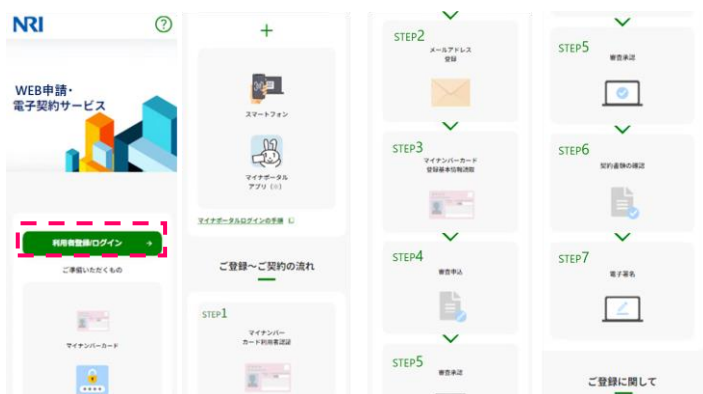 NRI
?
WEB申請・
電子契約サービス
利用者登録/ログイン →
ご準備いただくもの
マイナンバーカード
+
スマートフォン
マイナポータル
アプリ（※）
マイナポータルログインの手順
ご登録～ご契約の流れ
STEP1
マイナンバー
カード利用者認証
STEP2
メールアドレス
登録
STEP3
マイナンバーカード
登録基本情報読取
STEP4
審査申込
STEP5
審査承認
STEP5
審査承認
STEP6
契約書類の確認
STEP7
電子署名
ご登録に関して